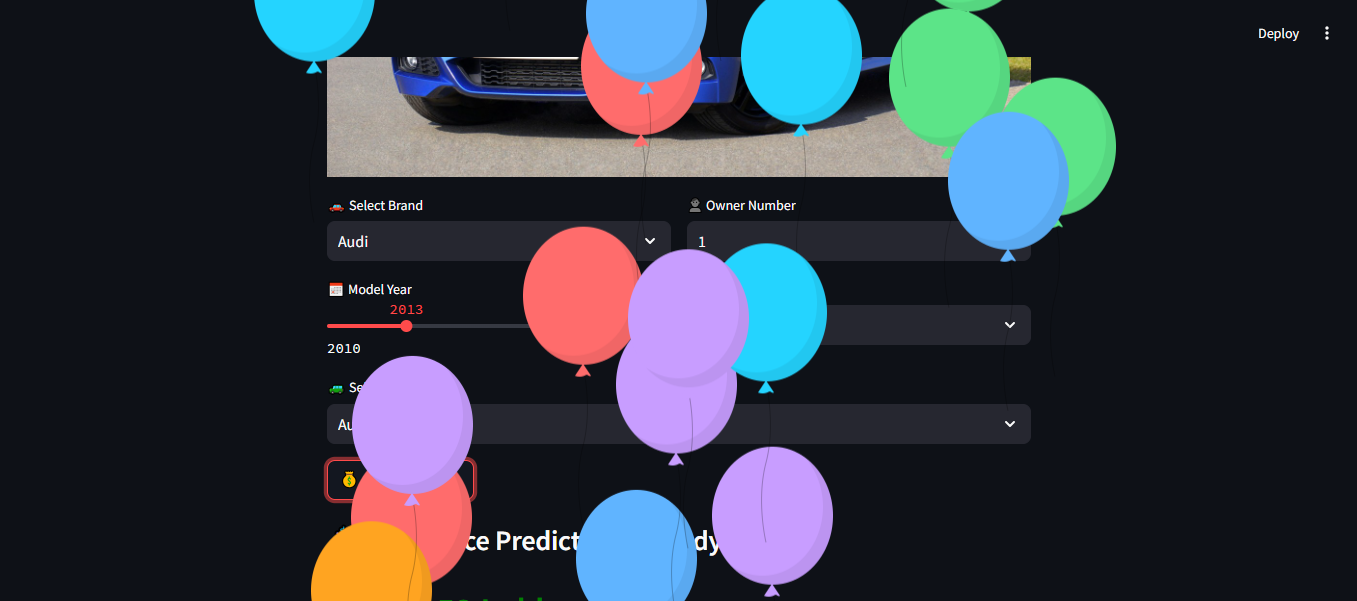 Deploy
Select Brand
Owner Number
Audi
1
Model Year
2013
2010
ce Predict
dy